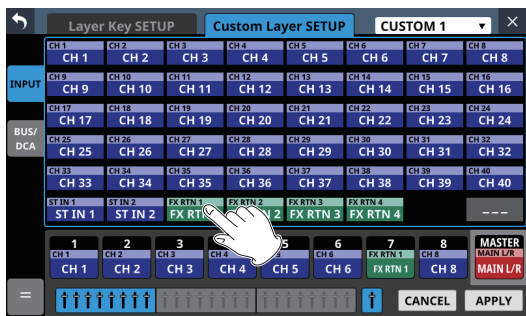 Layer Key SETUP Custom Layer SETUP CUSTOM 1 ▼ ×
CH 1 CH 2 CH 3 CH 4 CH 5 CH 6 CH 7 CH 8
CH 1 CH 2 CH 3 CH 4 CH 5 CH 6 CH 7 CH 8
INPUT
CH 9 CH 10 CH 11 CH 12 CH 13 CH 14 CH 15 CH 16
CH 9 CH 10 CH 11 CH 12 CH 13 CH 14 CH 15 CH 16
CH 17 CH 18 CH 19 CH 20 CH 21 CH 22 CH 23 CH 24
CH 17 CH 18 CH 19 CH 20 CH 21 CH 22 CH 23 CH 24
BUS/
DCA
CH 25 CH 26 CH 27 CH 28 CH 29 CH 30 CH 31 CH 32
CH 25 CH 26 CH 27 CH 28 CH 29 CH 30 CH 31 CH 32
CH 33 CH 34 CH 35 CH 36 CH 37 CH 38 CH 39 CH 40
CH 33 CH 34 CH 35 CH 36 CH 37 CH 38 CH 39 CH 40
ST IN 1 ST IN 2 FX RTN 1 FX RTN 2 FX RTN 3 FX RTN 4
ST IN 1 ST IN 2 FX 2 FX RTN 3 FX RTN 4 ---
1 2 3 5 6 7 8 MASTER
CH 1 CH 2 CH 3 CH 6 FX RTN 1 CH 8 MAIN L/R
CH 1 CH 2 CH 3 CH 4 CH 5 CH 6 FX RTN 1 CH 8 MAIN L/R
= CANCEL APPLY